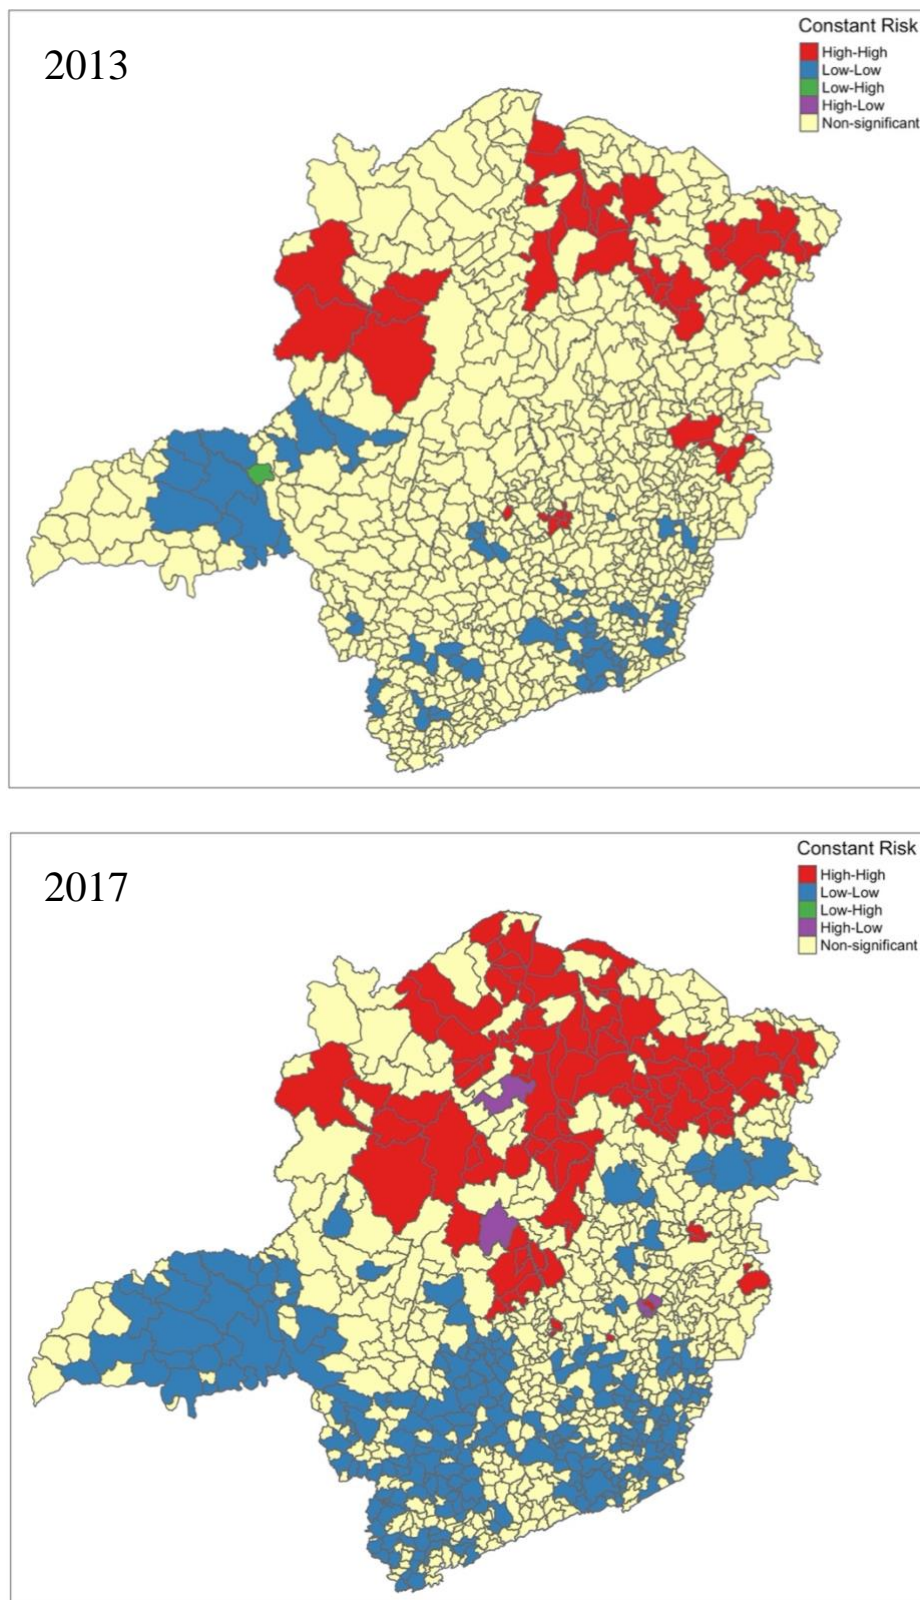 2013
Constant Risk
High-High
Low-Low
Low-High
High-Low
Non-significant
2017
Constant Risk
High-High
Low-Low
Low-High
High-Low
Non-significant